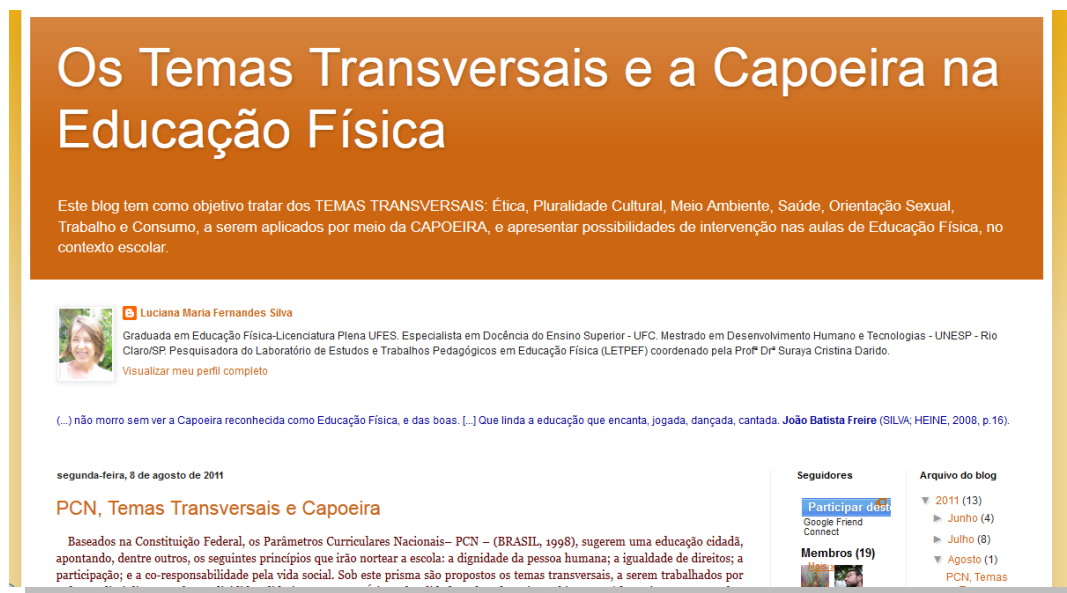 Os Temas Transversais e a Capoeira na
Educação Física
Este blog tem como objetivo tratar dos TEMAS TRANSVERSAIS: Ética, Pluralidade Cultural, Meio Ambiente, Saúde, Orientação Sexual,
Trabalho e Consumo, a serem aplicados por meio da CAPOEIRA, e apresentar possibilidades de intervenção nas aulas de Educação Física, no
contexto escolar.
Luciana Maria Fernandes Silva
Graduada em Educação Física-Licenciatura Plena UFES. Especialista em Docência do Ensino Superior - UFC. Mestrado em Desenvolvimento Humano e Tecnologias - UNESP - Rio
Claro/SP. Pesquisadora do Laboratório de Estudos e Trabalhos Pedagógicos em Educação Física (LETPEF) coordenado pela Profª Drª Suraya Cristina Darido.
Visualizar meu perfil completo
(...) não morro sem ver a Capoeira reconhecida como Educação Física, e das boas. [...] Que linda a educação que encanta, jogada, dançada, cantada. João Batista Freire (SILVA; HEINE, 2008, p.16).
segunda-feira, 8 de agosto de 2011
PCN, Temas Transversais e Capoeira
Baseados na Constituição Federal, os Parâmetros Curriculares Nacionais– PCN – (BRASIL, 1998), sugerem uma educação cidadã,
apontando, dentre outros, os seguintes princípios que irão nortear a escola: a dignidade da pessoa humana; a igualdade de direitos; a
participação; e a co-responsabilidade pela vida social. Sob este prisma são propostos os temas transversais, a serem trabalhados por
Seguidores
Participar deste
Google Friend
Connect
Membros (19)
Mais
Arquivo do blog
▼ 2011 (13)
► Junho (4)
► Julho (8)
▼ Agosto (1)
PCN, Temas